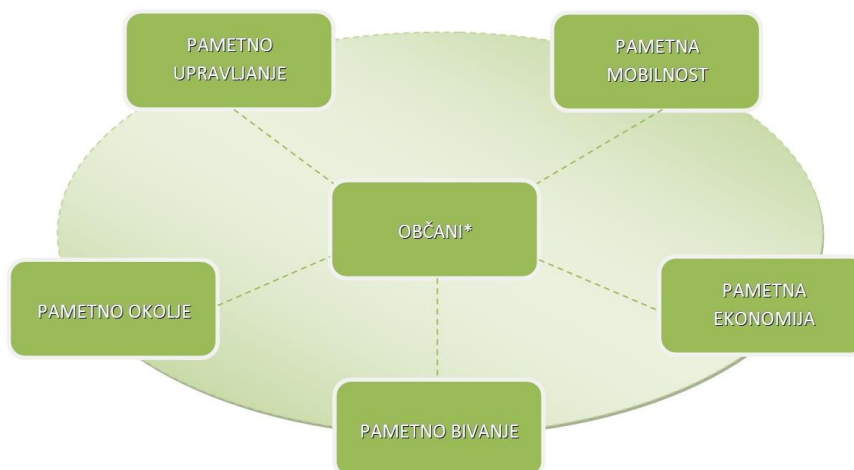 PAMETNO
UPRAVLJANJE
PAMETNA
MOBILNOST
OBČANI*
PAMETNO OKOLJE
PAMETNA
EKONOMIJA
PAMETNO BIVANJE